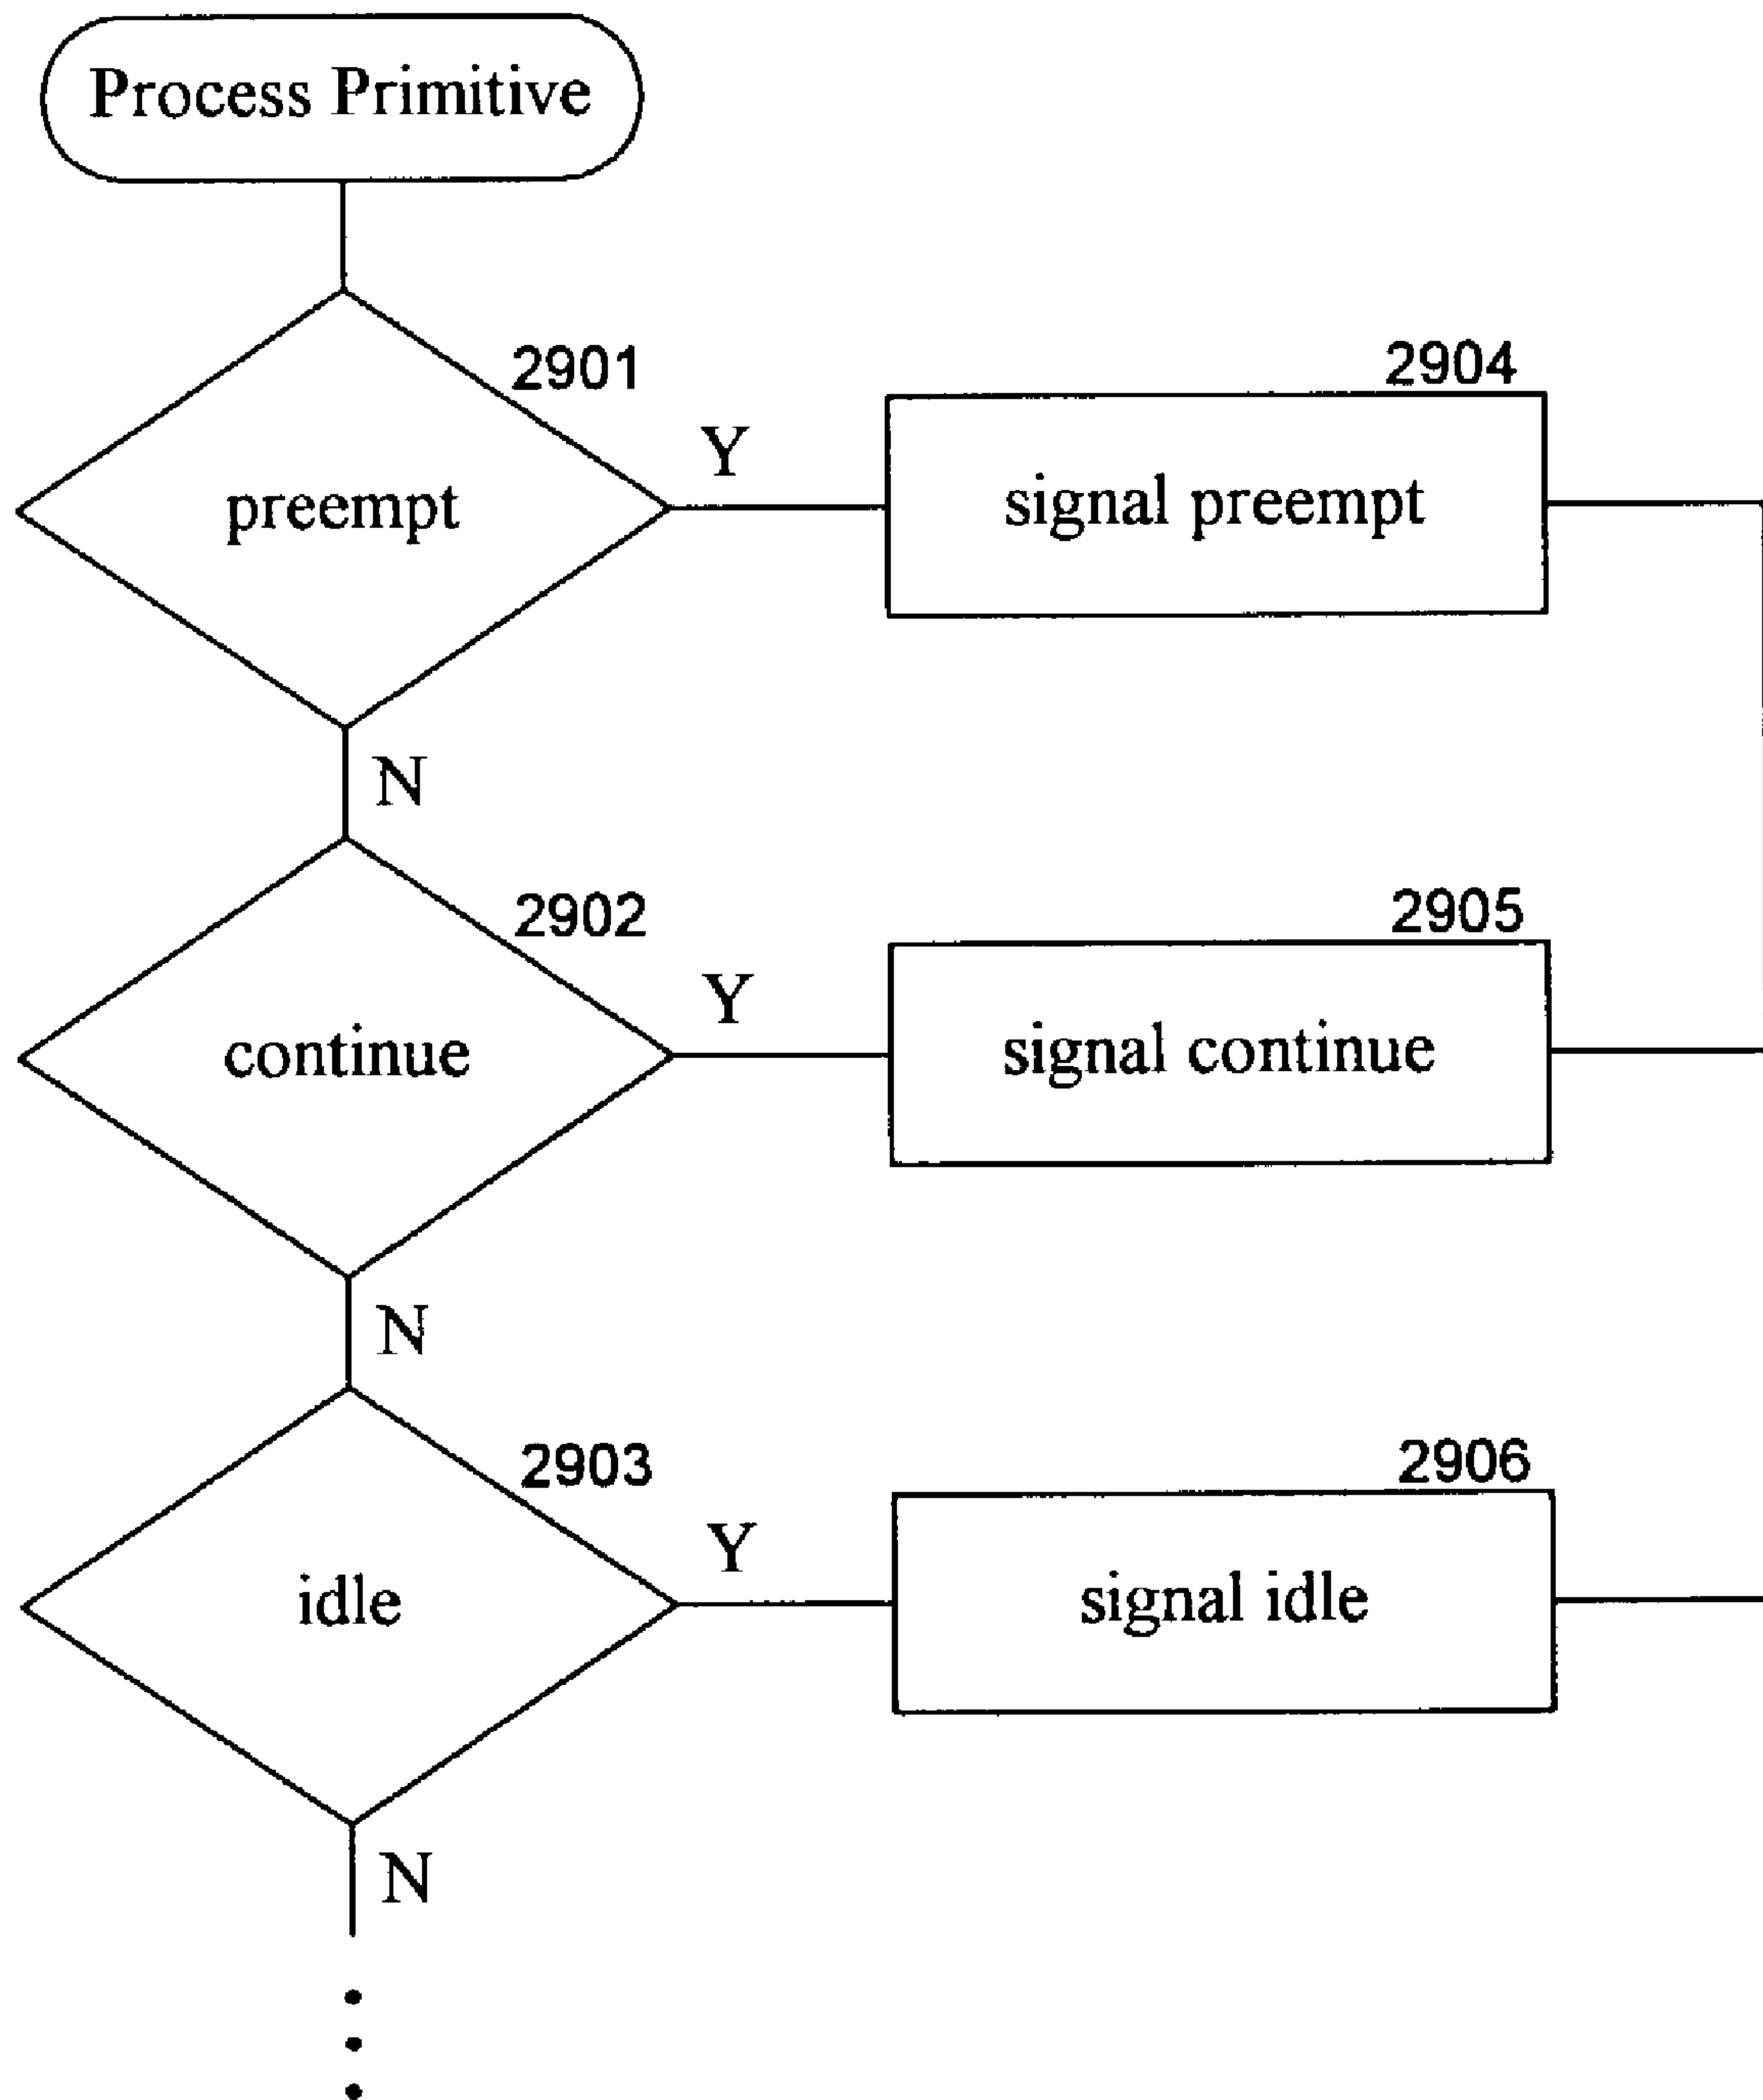 Process Primitive
2901
preempt
Y
2904
signal preempt
N
2902
continue
Y
2905
signal continue
N
2903
idle
Y
2906
signal idle
N